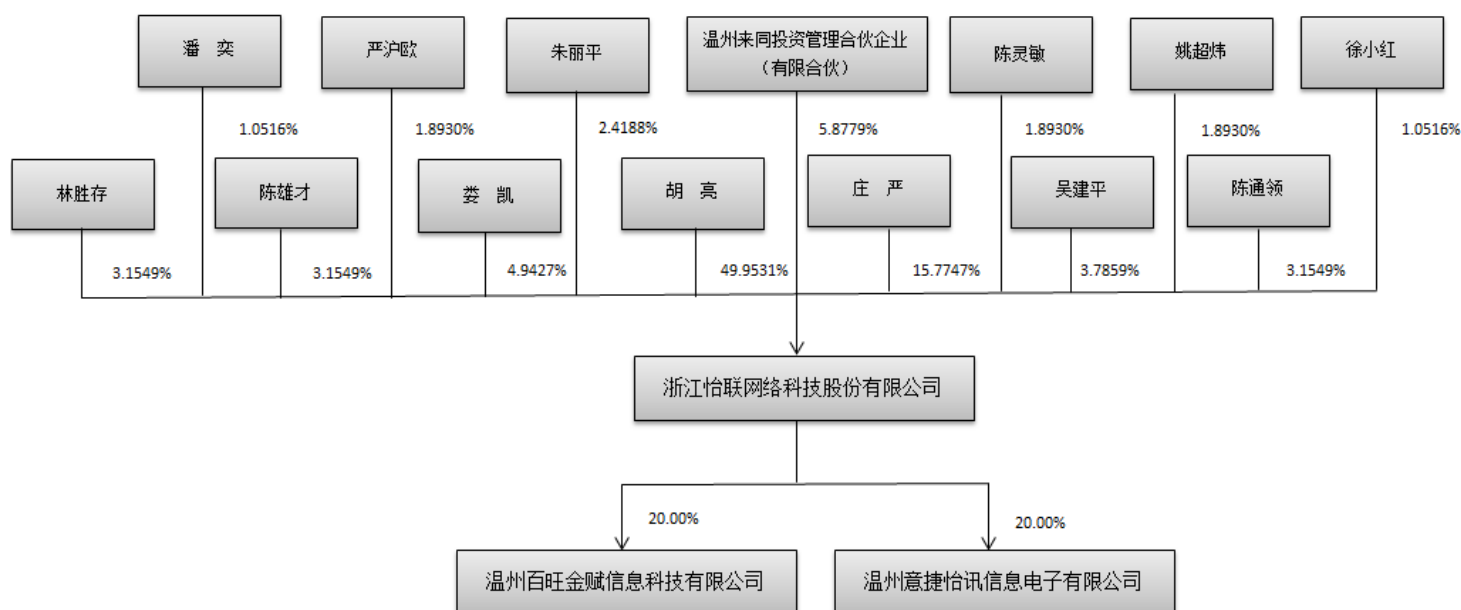 潘 奕
严沪欧
朱丽平
温州来同投资管理合伙企业
（有限合伙）
陈灵敏
姚超炜
徐小红
1.0516%
1.8930%
2.4188%
5.8779%
1.8930%
1.8930%
1.0516%
林胜存
陈雄才
娄 凯
胡 亮
庄 严
吴建平
陈通领
3.1549%
3.1549%
4.9427%
49.9531%
15.7747%
3.7859%
3.1549%
浙江怡联网络科技股份有限公司
20.00%
20.00%
温州百旺金赋信息科技有限公司
温州意捷怡讯信息电子有限公司